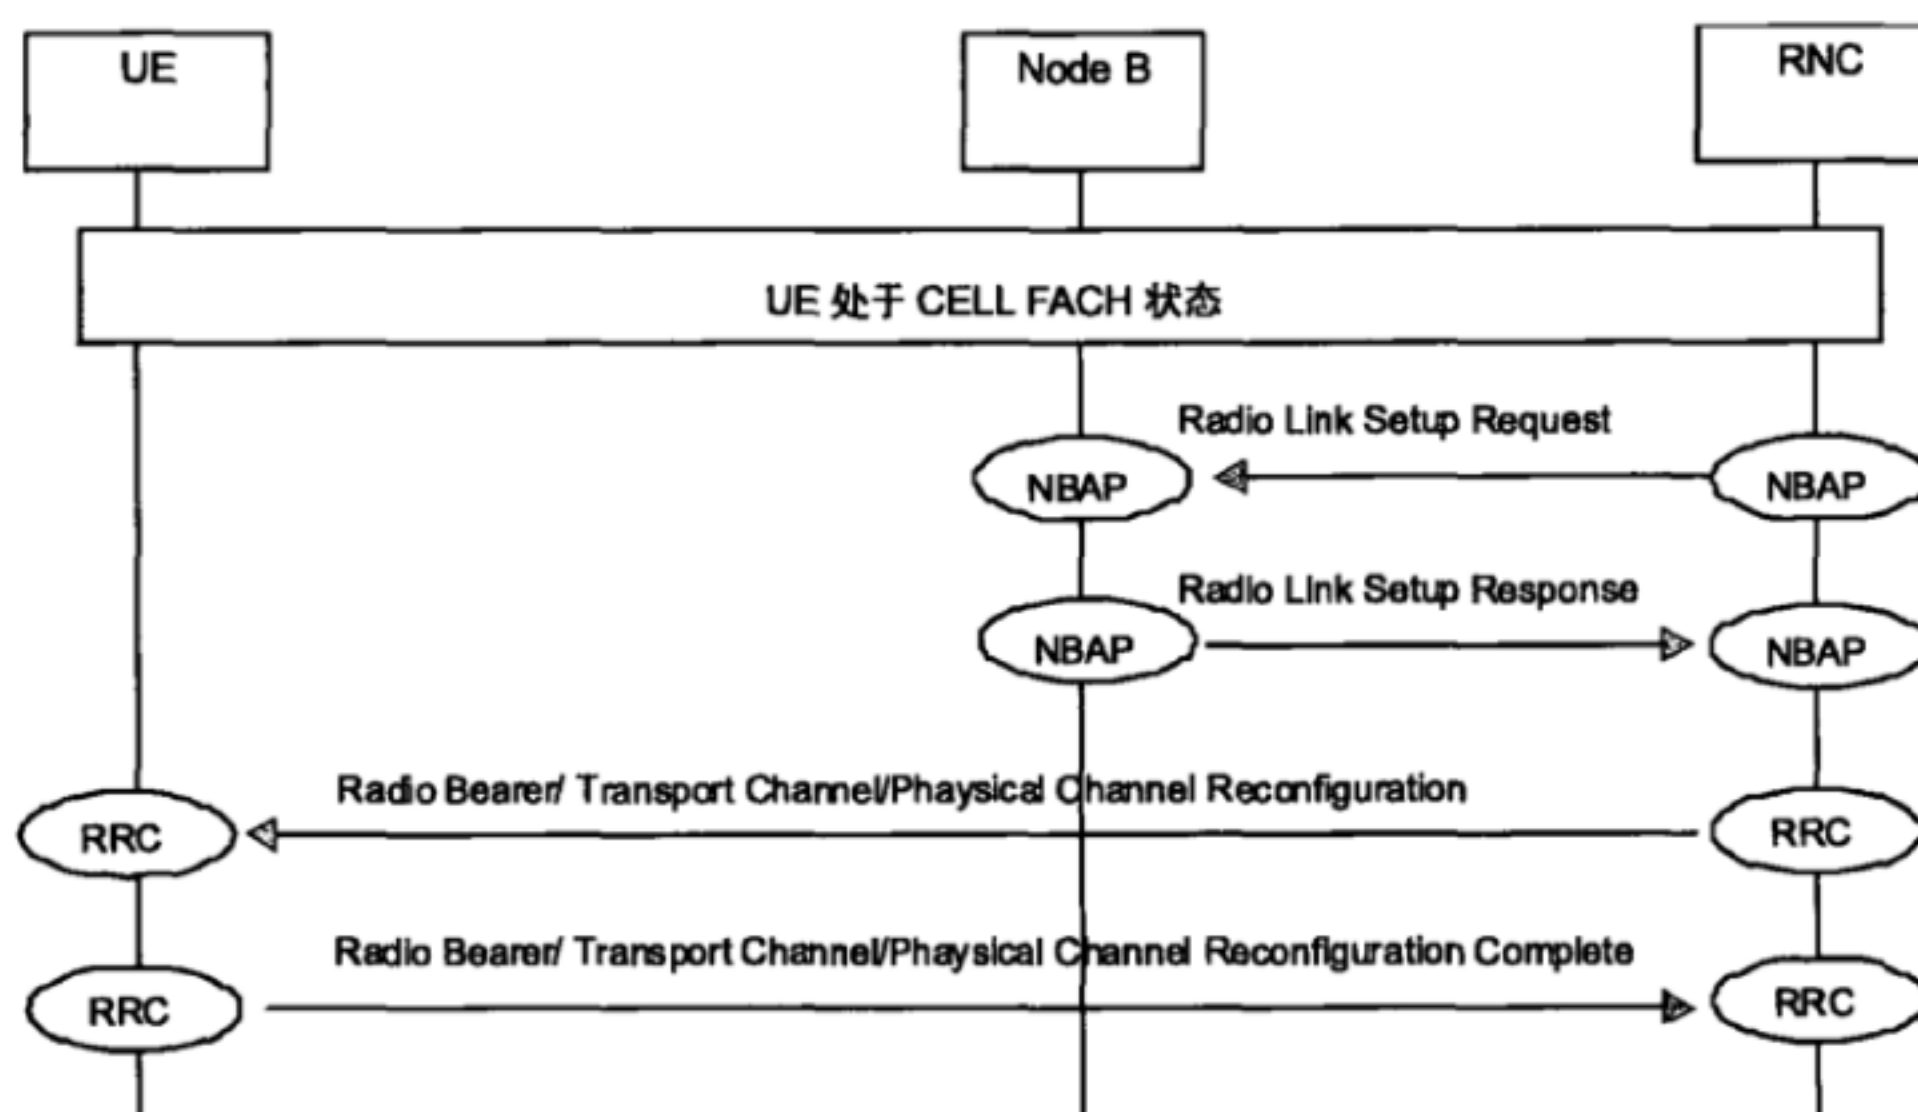 UE
Node B
RNC
UE 处于 CELL FACH 状态
Radio Link Setup Request
NBAP
NBAP
Radio Link Setup Response
NBAP
NBAP
Radio Bearer/ Transport Channel/Phaysical Channel Reconfiguration
RRC
RRC
Radio Bearer/ Transport Channel/Phaysical Channel Reconfiguration Complete
RRC
RRC